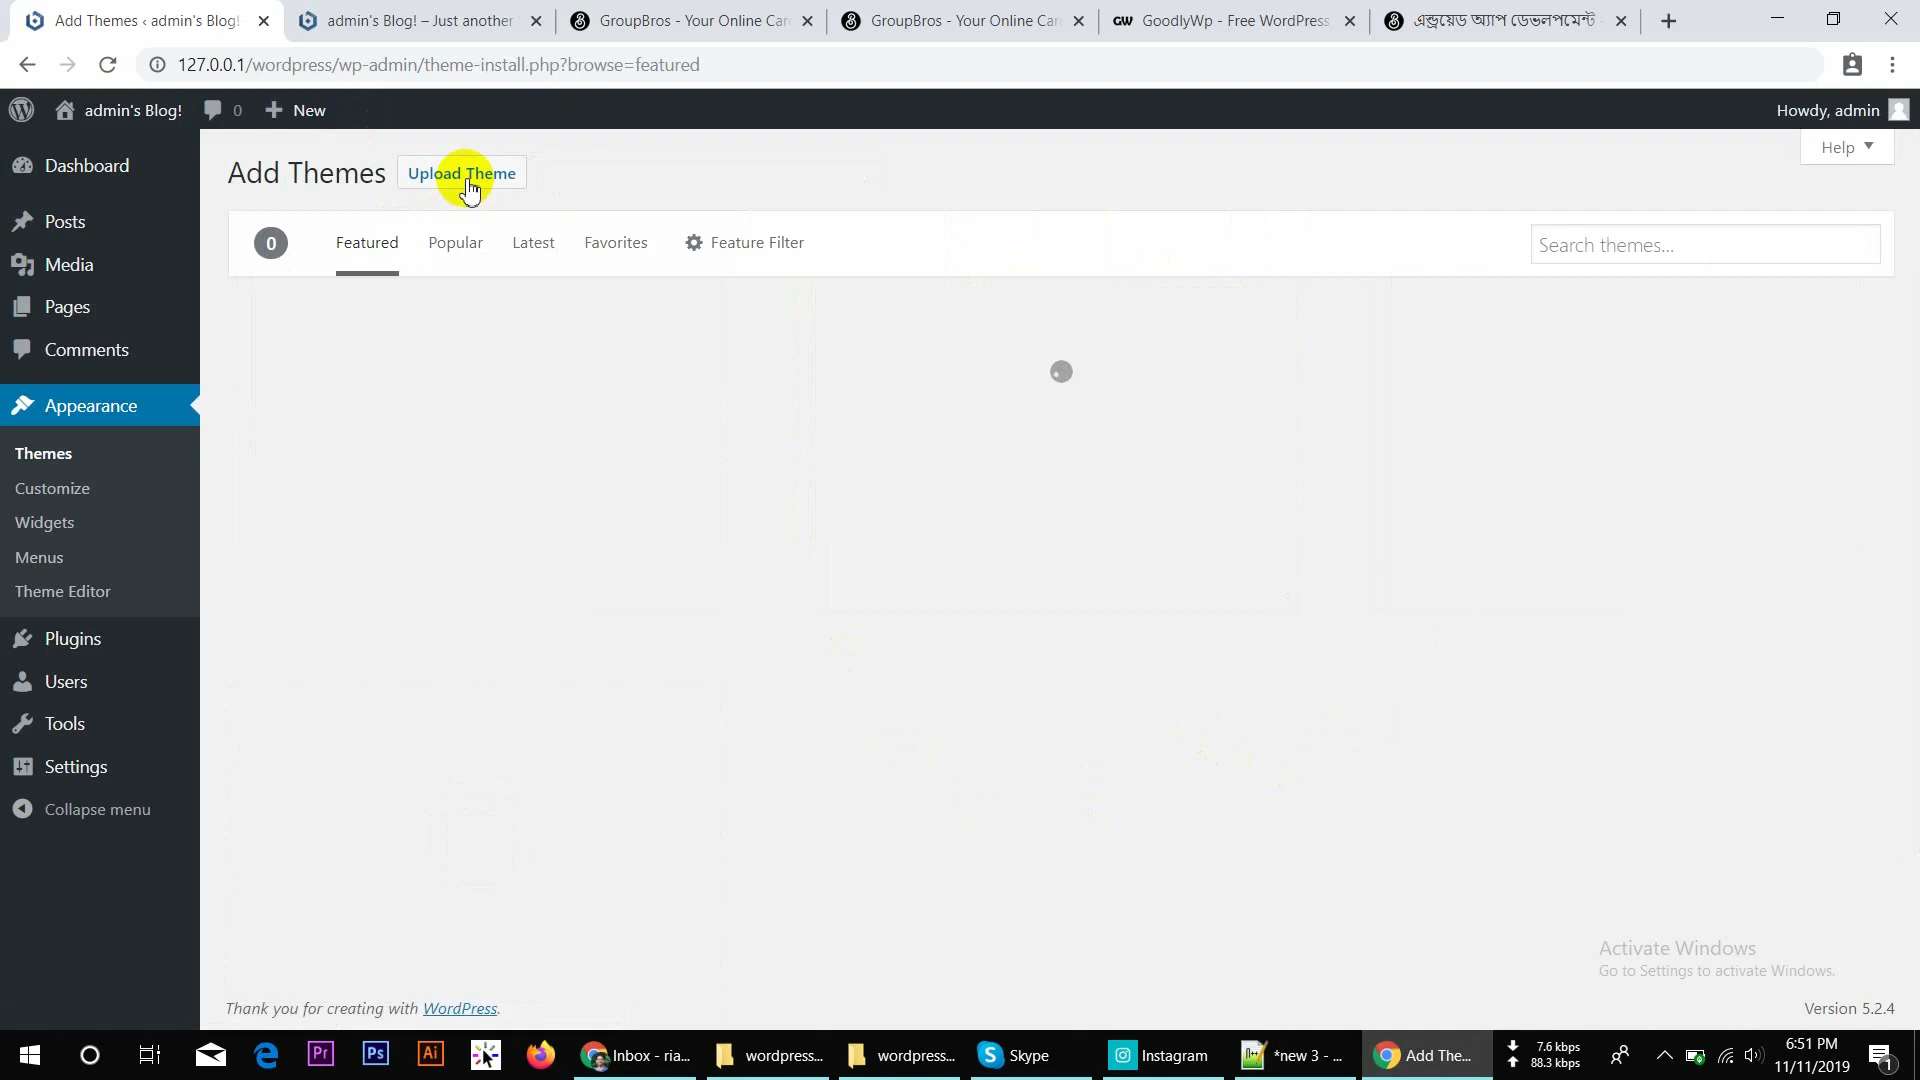 Add Themes ‹ admin's Blog!
admin's Blog! – Just another
GroupBros - Your Online Car
GroupBros - Your Online Car
GW GoodlyWp - Free WordPress
এন্ড্রয়েড অ্যাপ ডেভলপমেন্ট
127.0.0.1/wordpress/wp-admin/theme-install.php?browse=featured
admin's Blog! 0 New
Howdy, admin
Dashboard
Posts
Media
Pages
Comments
Appearance
Themes
Customize
Widgets
Menus
Theme Editor
Plugins
Users
Tools
Settings
Collapse menu
Help
Add Themes Upload Theme
0 Featured Popular Latest Favorites Feature Filter
Search themes...
Activate Windows
Go to Settings to activate Windows.
Thank you for creating with WordPress.
Version 5.2.4
Pr
Ps
Ai
Inbox - ria...
wordpress...
wordpress...
Skype
Instagram
*new 3 - ...
Add The...
7.6 kbps
88.3 kbps
6:51 PM
11/11/2019
1